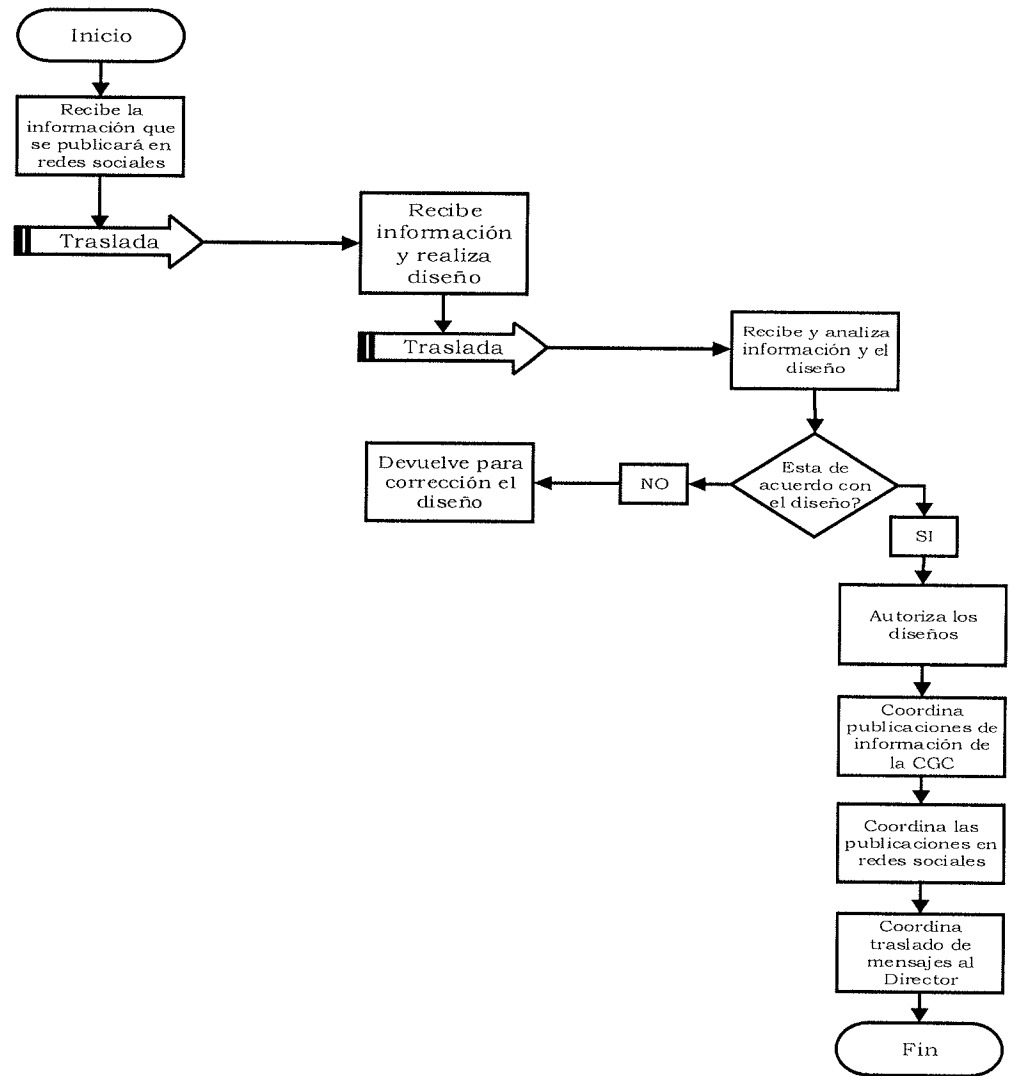 Inicio
Recibe la
información que
se publicará en
redes sociales
Traslada
Recibe
información
y realiza
diseño
Traslada
Recibe y analiza
información y el
diseño
Esta de
acuerdo con
el diseño?
NO
Devuelve para
corrección el
diseño
SI
Autoriza los
diseños
Coordina
publicaciones de
información de
la CGC
Coordina las
publicaciones en
redes sociales
Coordina
traslado de
mensajes al
Director
Fin